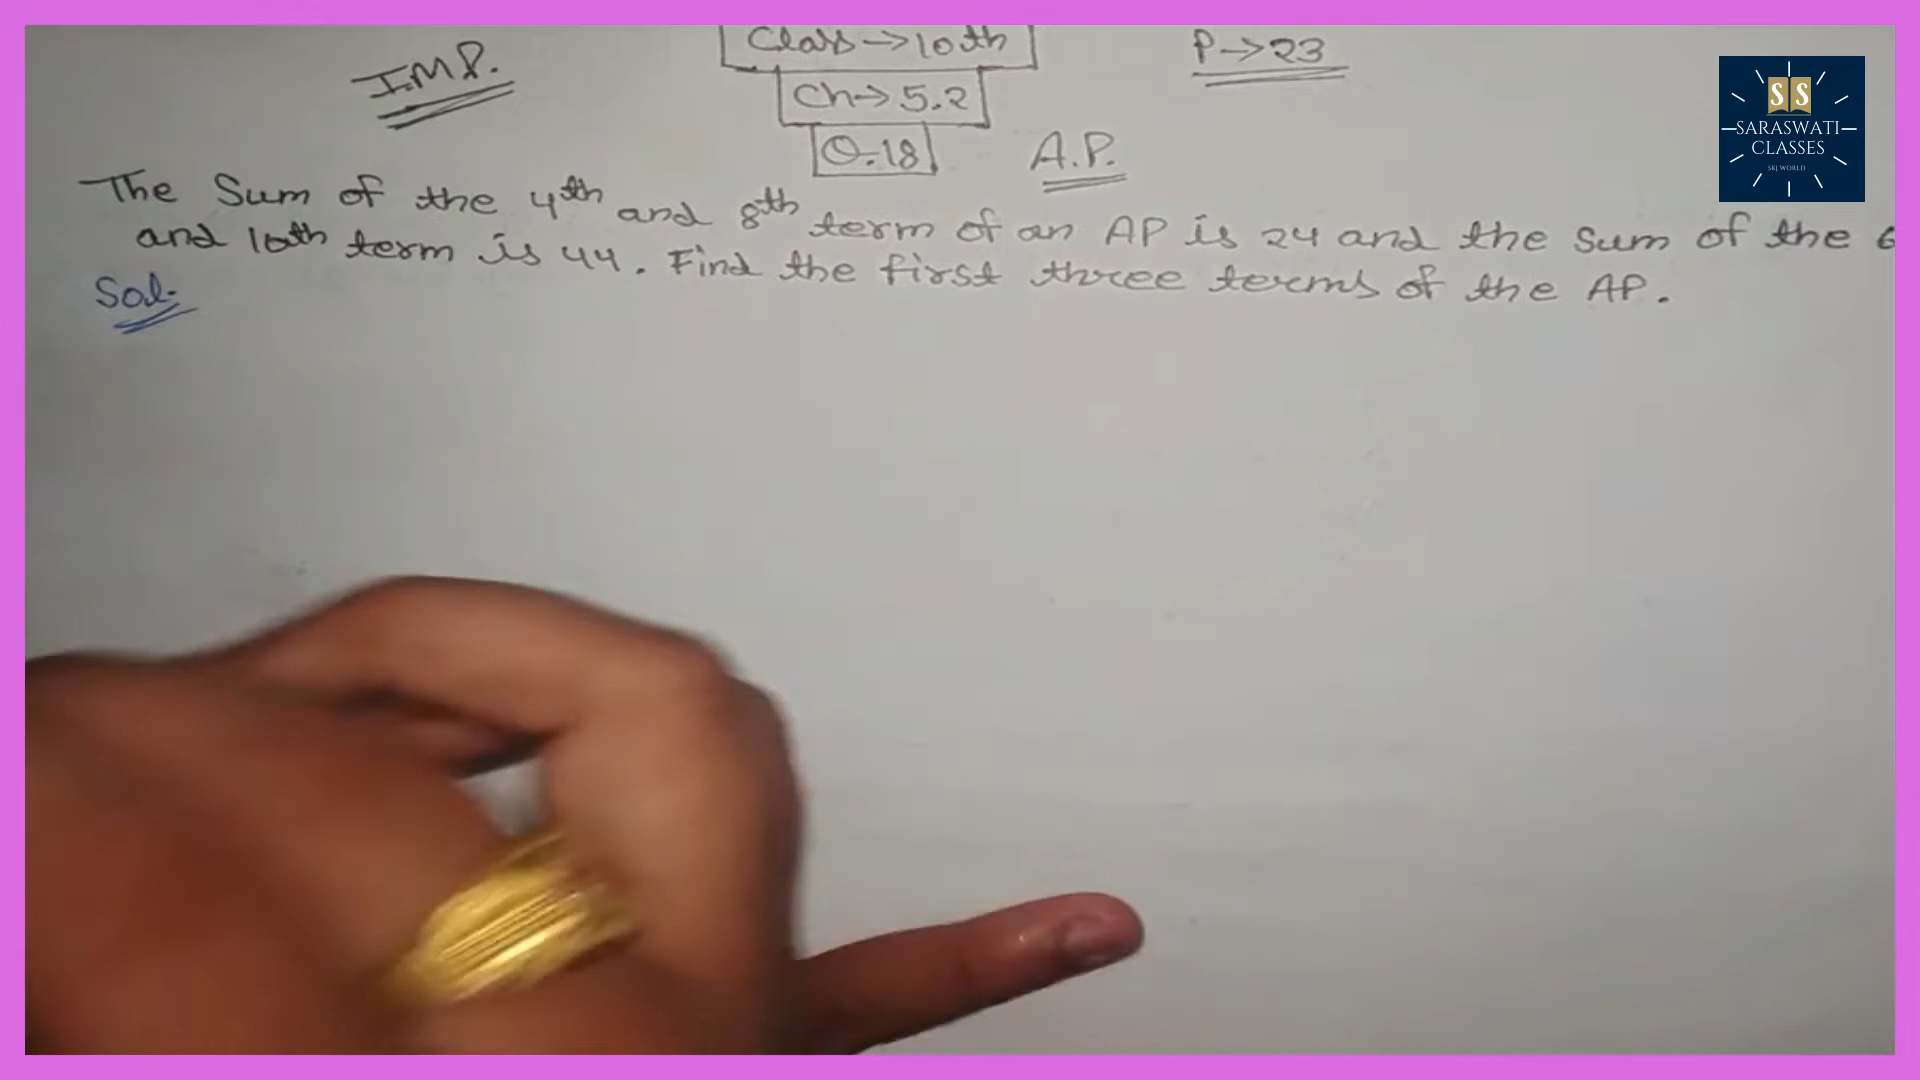 Class→10th
I.M.P.
P→23
Ch→5.2
Q.18
A.P.
The Sum of the 4th and 8th term of an AP is 24 and the sum of the 6
and 10th term is 44. Find the first three terms of the AP.
Sol.
S S
SARASWATI
CLASSES
SKJ WORLD